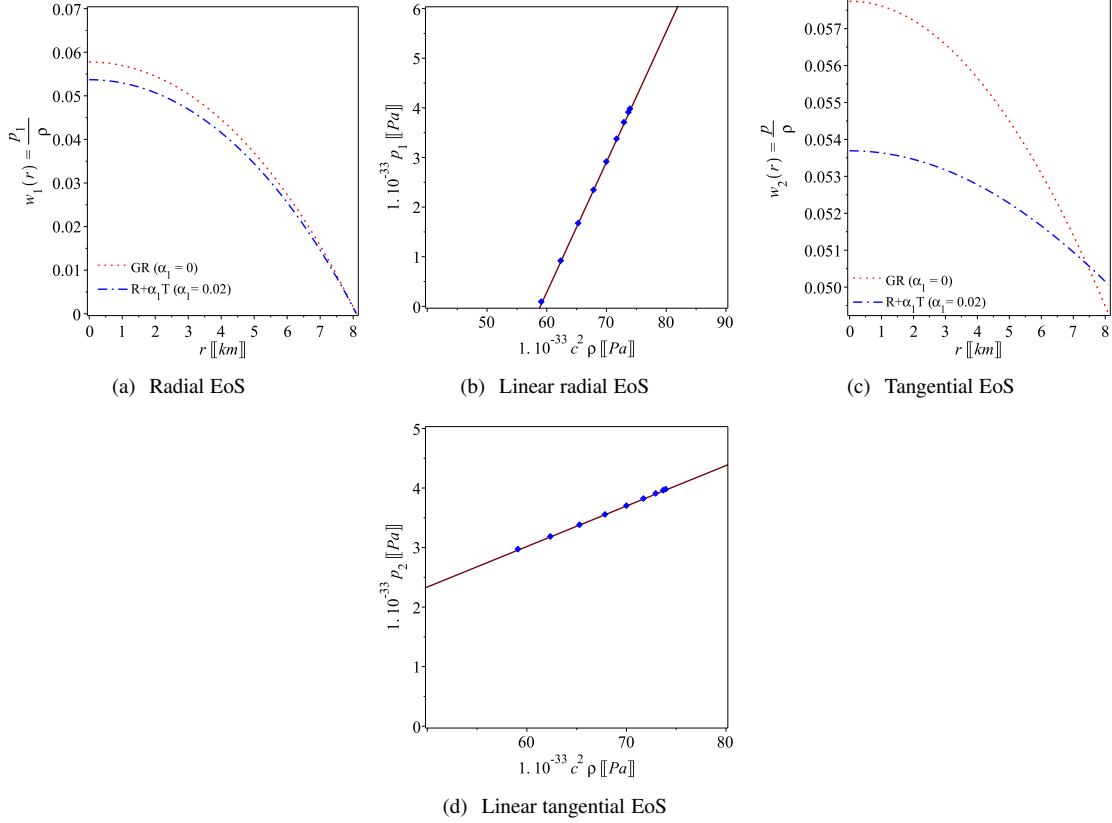 0.07
0.06
0.05
0.04
0.03
0.02
0.01
0
w₁(r) = p₁/ρ
GR (α₁ = 0)
R+α₁T (α₁ = 0.02)
0 1 2 3 4 5 6 7 8
r ⟦km⟧
(a) Radial EoS
6
5
4
3
2
1
0
1.10⁻³³ p₁ ⟦Pa⟧
50 60 70 80 90
1.10⁻³³ c² ρ ⟦Pa⟧
(b) Linear radial EoS
0.057
0.056
0.055
0.054
0.053
0.052
0.051
0.050
w₂(r) = p/ρ
GR (α₁ = 0)
R+α₁T (α₁ = 0.02)
0 1 2 3 4 5 6 7 8
r ⟦km⟧
(c) Tangential EoS
5
4
3
2
1
0
1.10⁻³³ p₂ ⟦Pa⟧
60 70 80
1.10⁻³³ c² ρ ⟦Pa⟧
(d) Linear tangential EoS